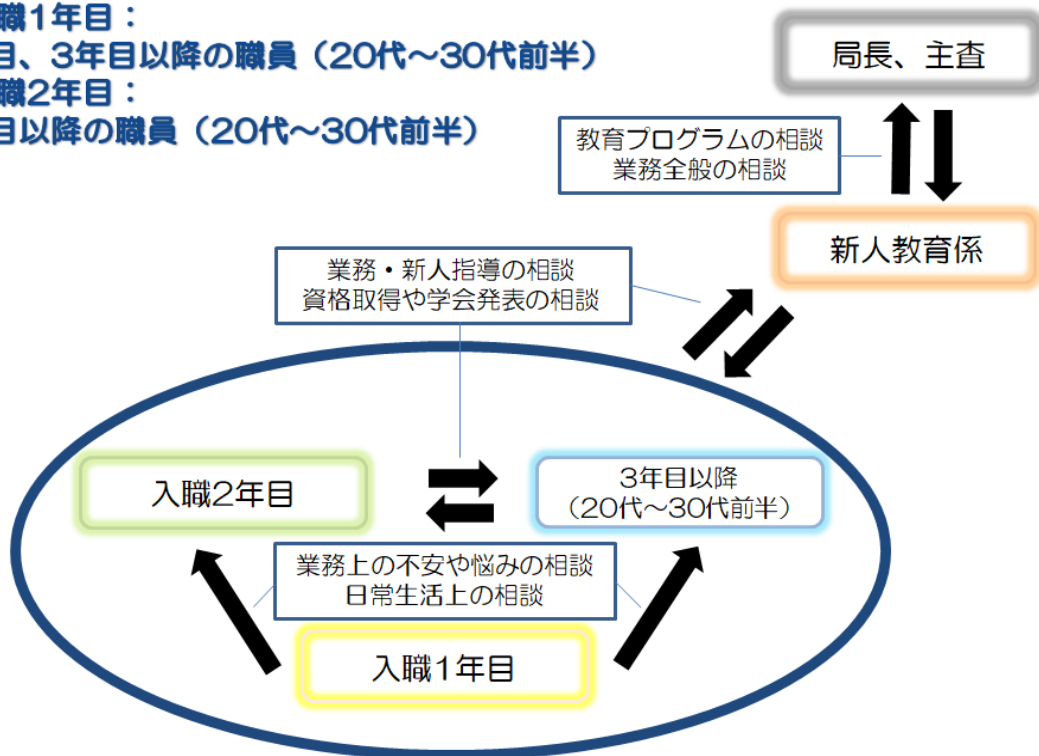 職1年目：
目、3年目以降の職員（20代～30代前半）
職2年目：
目以降の職員（20代～30代前半）
局長、主査
教育プログラムの相談
業務全般の相談
新人教育係
業務・新人指導の相談
資格取得や学会発表の相談
入職2年目
3年目以降
（20代～30代前半）
業務上の不安や悩みの相談
日常生活上の相談
入職1年目